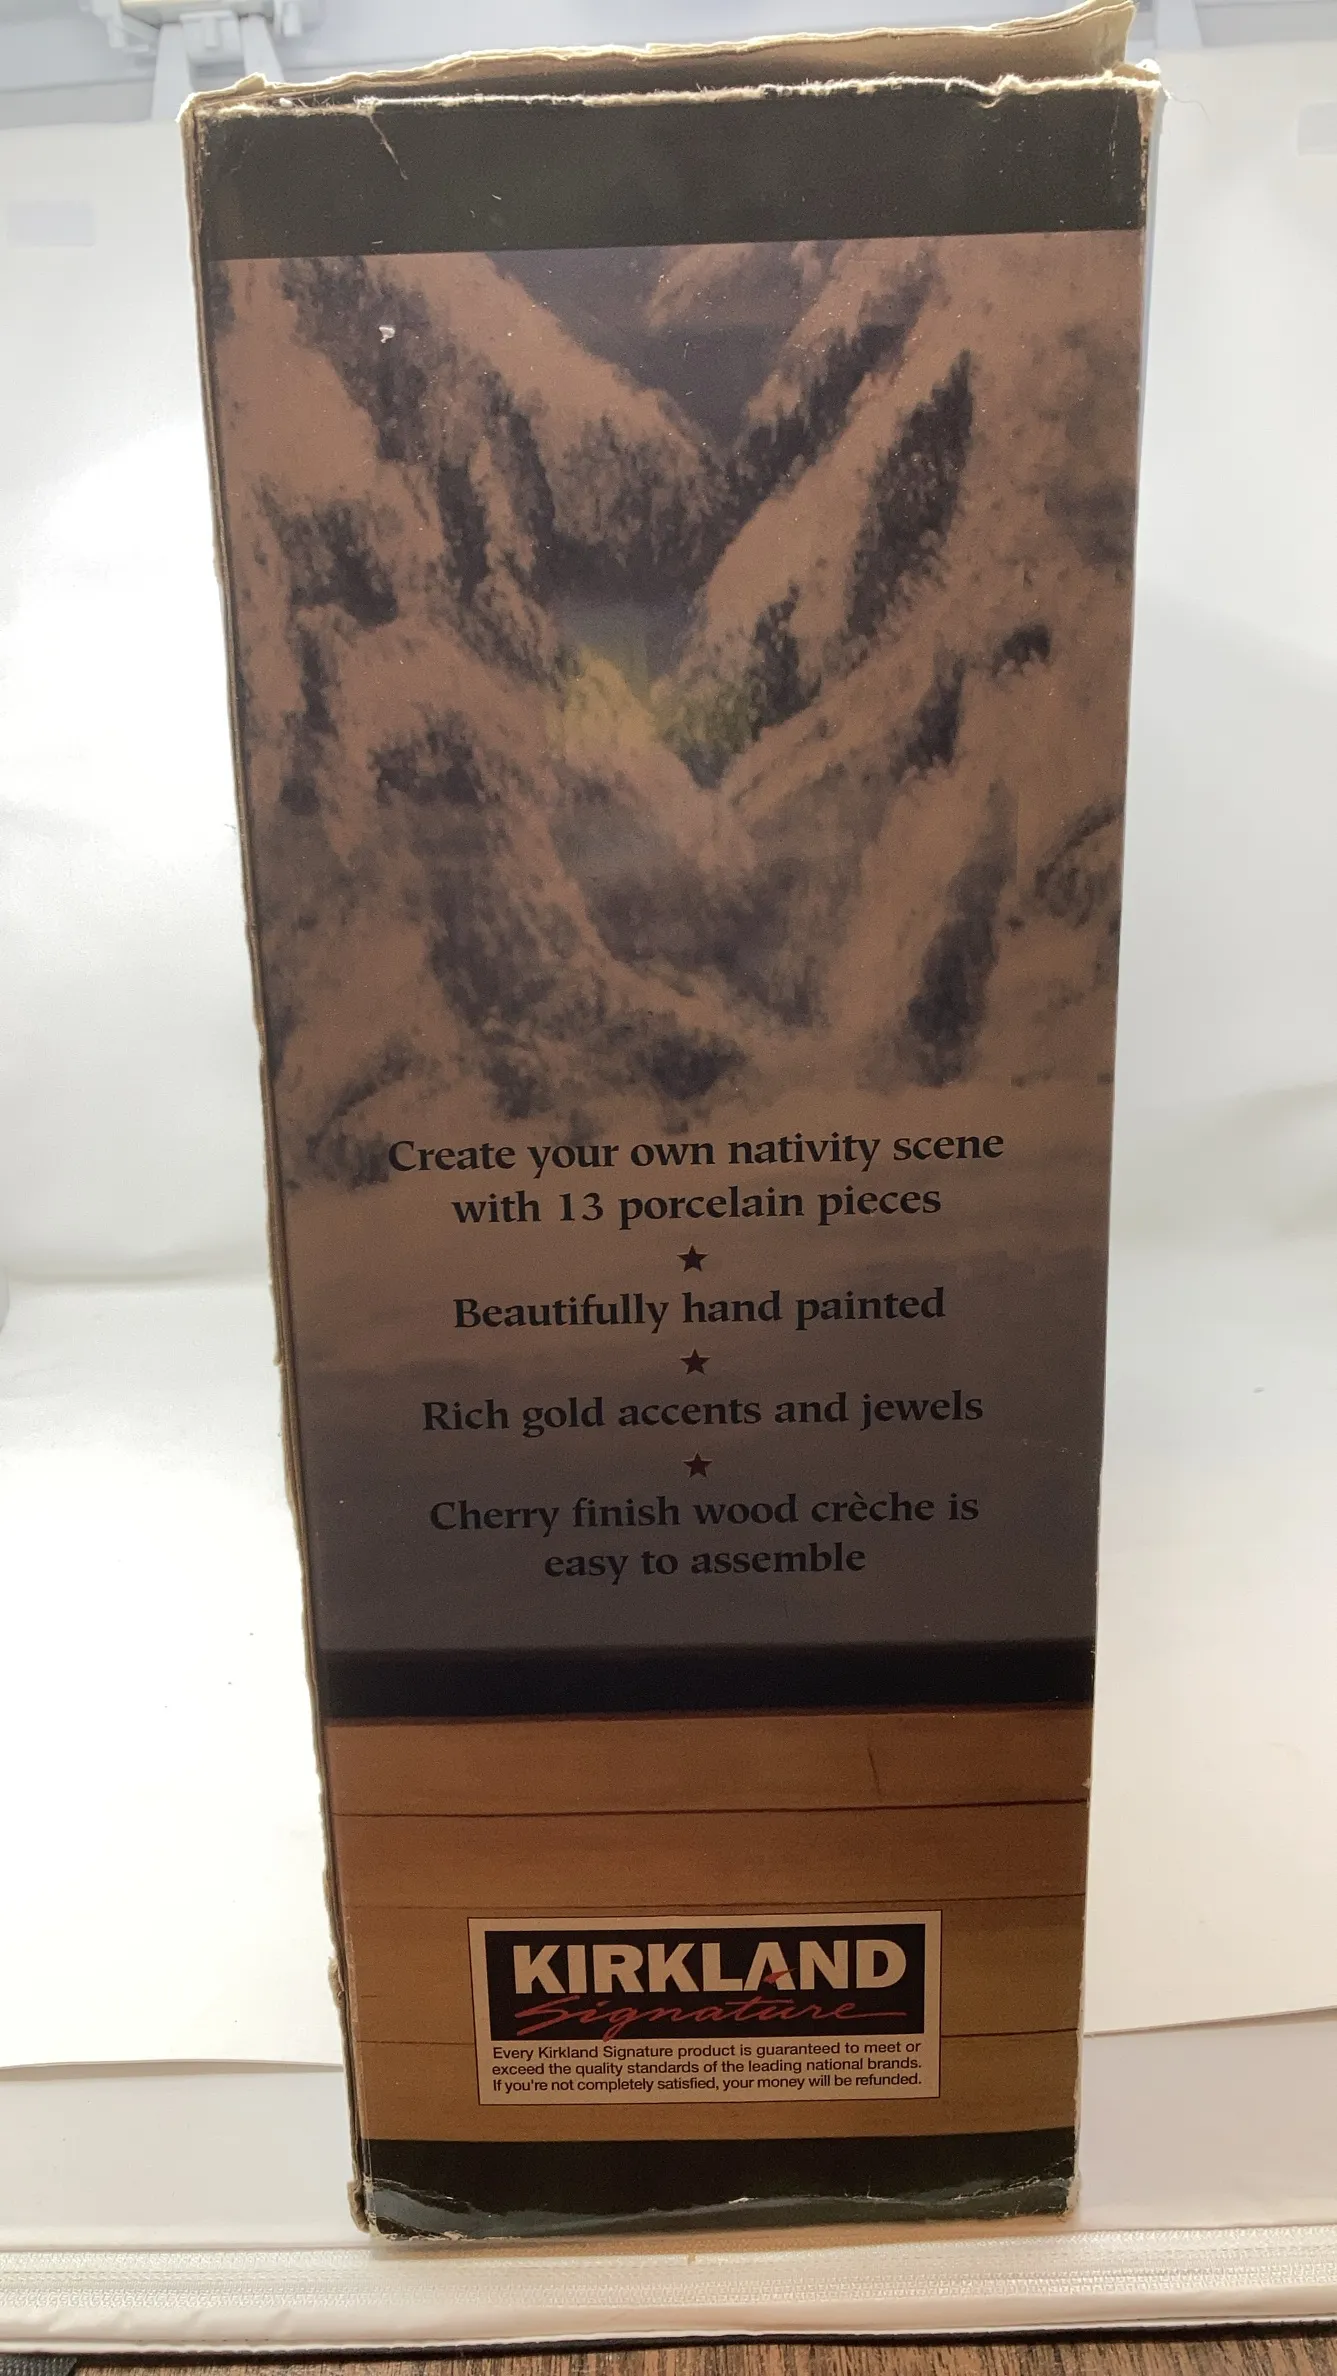 Create your own nativity scene
with 13 porcelain pieces
★
Beautifully hand painted
★
Rich gold accents and jewels
★
Cherry finish wood crèche is
easy to assemble
KIRKLAND
Signature
Every Kirkland Signature product is guaranteed to meet or
exceed the quality standards of the leading national brands.
If you're not completely satisfied, your money will be refunded.